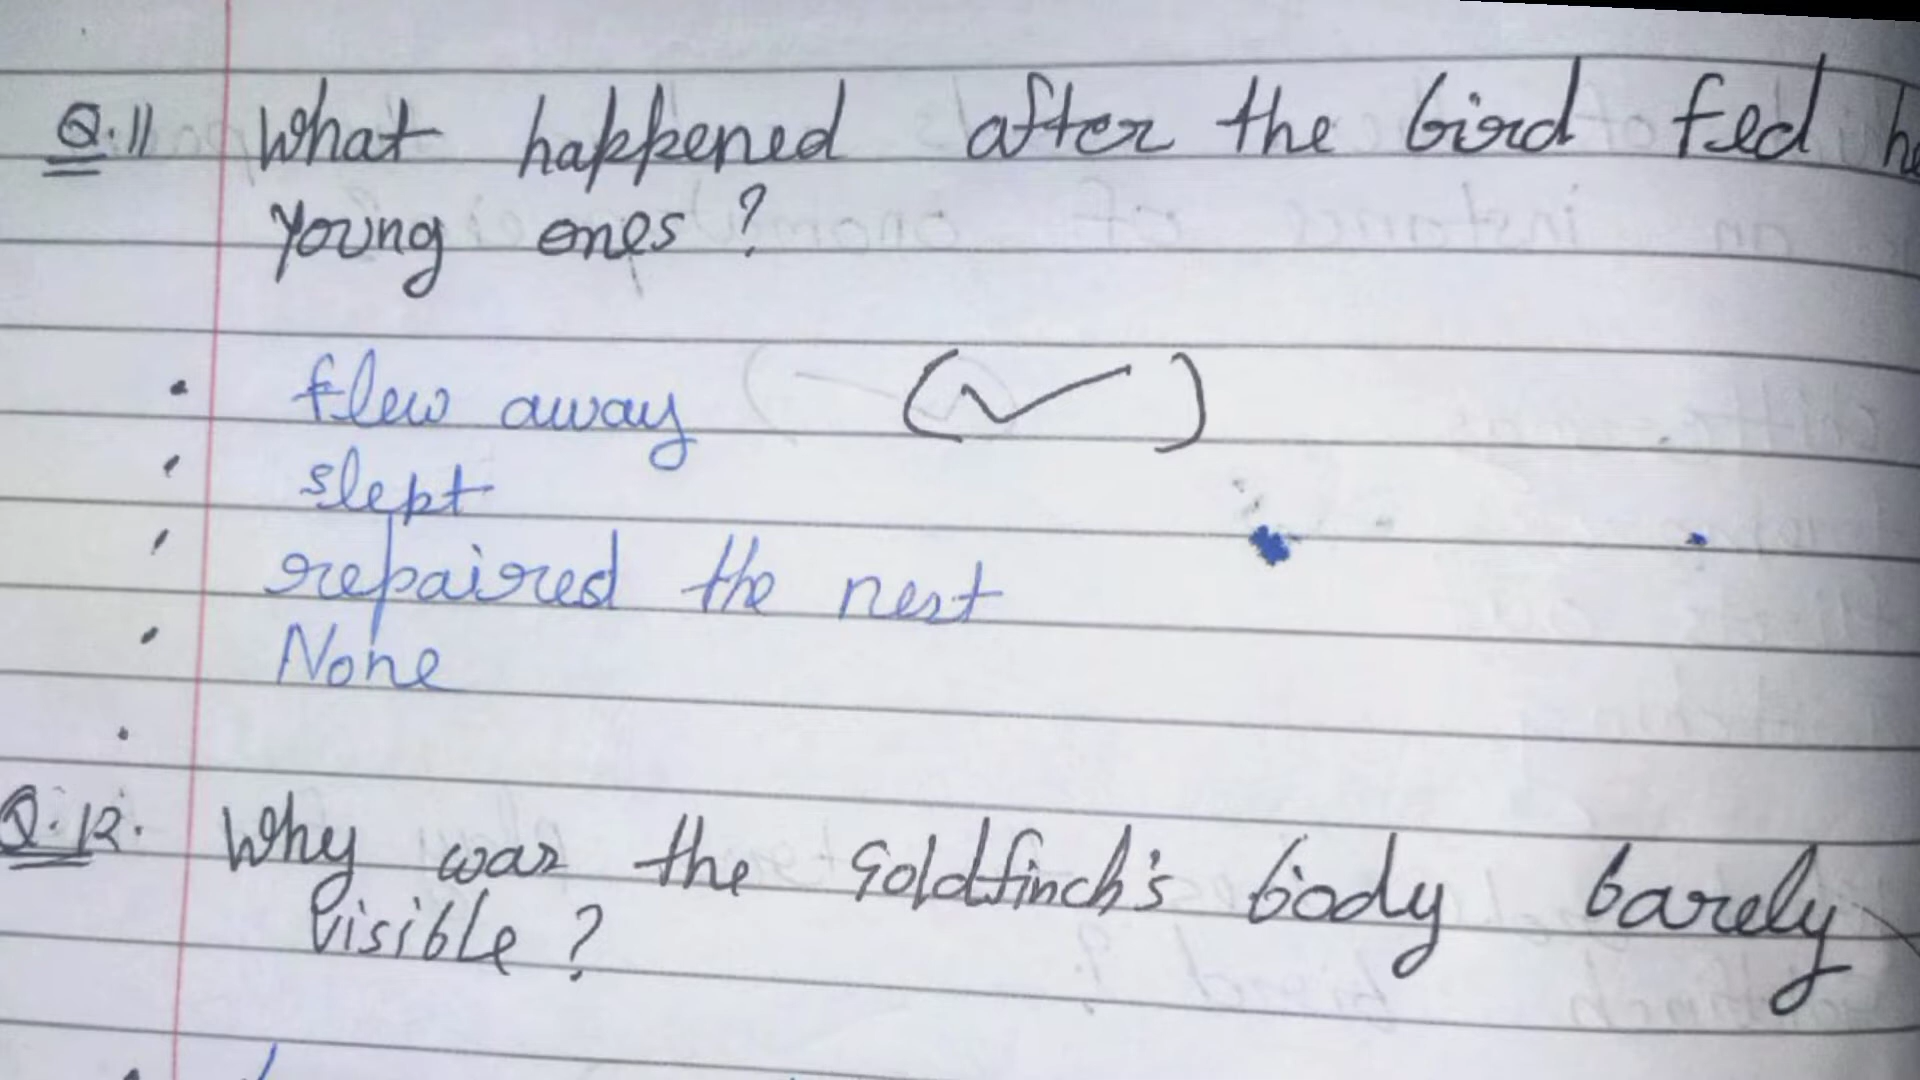 Q.11 What happened after the bird fed
young ones?
flew away (✓)
slept
repaired the nest
None
Q.12. Why was the Goldfinch's body barely
visible?